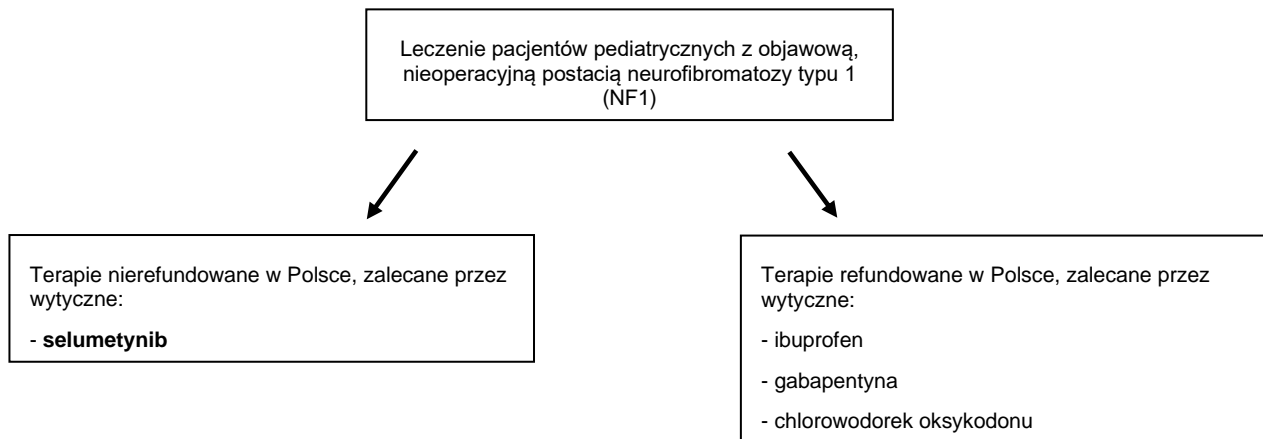 Leczenie pacjentów pediatrycznych z objawową,
nieoperacyjną postacią neurofibromatozy typu 1
(NF1)
Terapie nierefundowane w Polsce, zalecane przez
wytyczne:
- selumetynib
Terapie refundowane w Polsce, zalecane przez
wytyczne:
- ibuprofen
- gabapentyna
- chlorowodorek oksykodonu